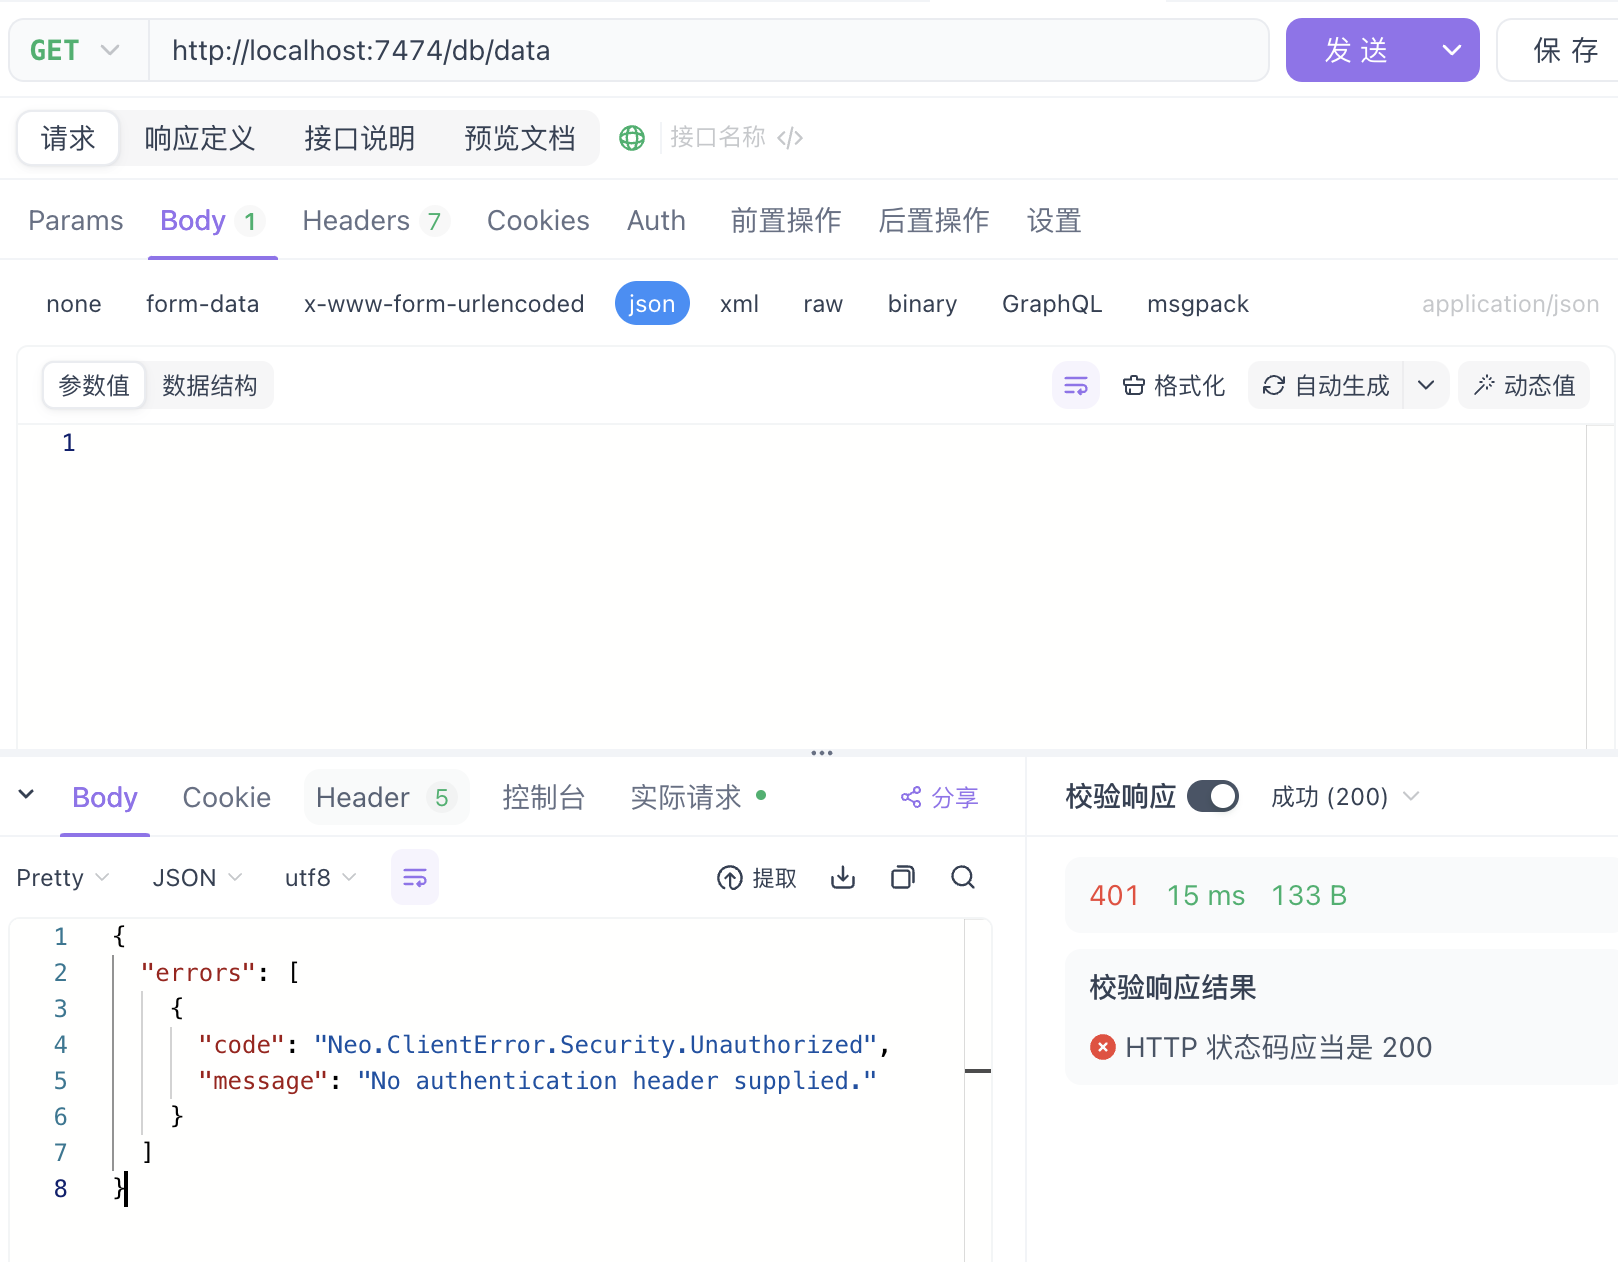 GET http://localhost:7474/db/data 发 送 保 存
请求 响应定义 接口说明 预览文档 接口名称 </>
Params Body 1 Headers 7 Cookies Auth 前置操作 后置操作 设置
none form-data x-www-form-urlencoded json xml raw binary GraphQL msgpack application/json
参数值 数据结构 格式化 自动生成 动态值
1
Body Cookie Header 5 控制台 实际请求 分享 校验响应 成功 (200)
Pretty JSON utf8 提取
401 15 ms 133 B
校验响应结果
HTTP 状态码应当是 200
1 {
2 "errors": [
3 {
4 "code": "Neo.ClientError.Security.Unauthorized",
5 "message": "No authentication header supplied."
6 }
7 ]
8 }